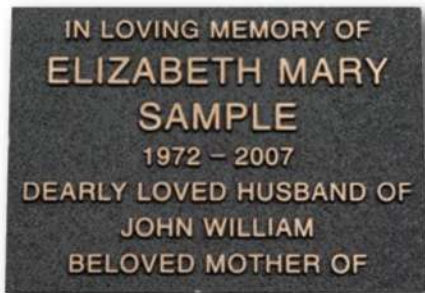 IN LOVING MEMORY OF
ELIZABETH MARY
SAMPLE
1972 – 2007
DEARLY LOVED HUSBAND OF
JOHN WILLIAM
BELOVED MOTHER OF